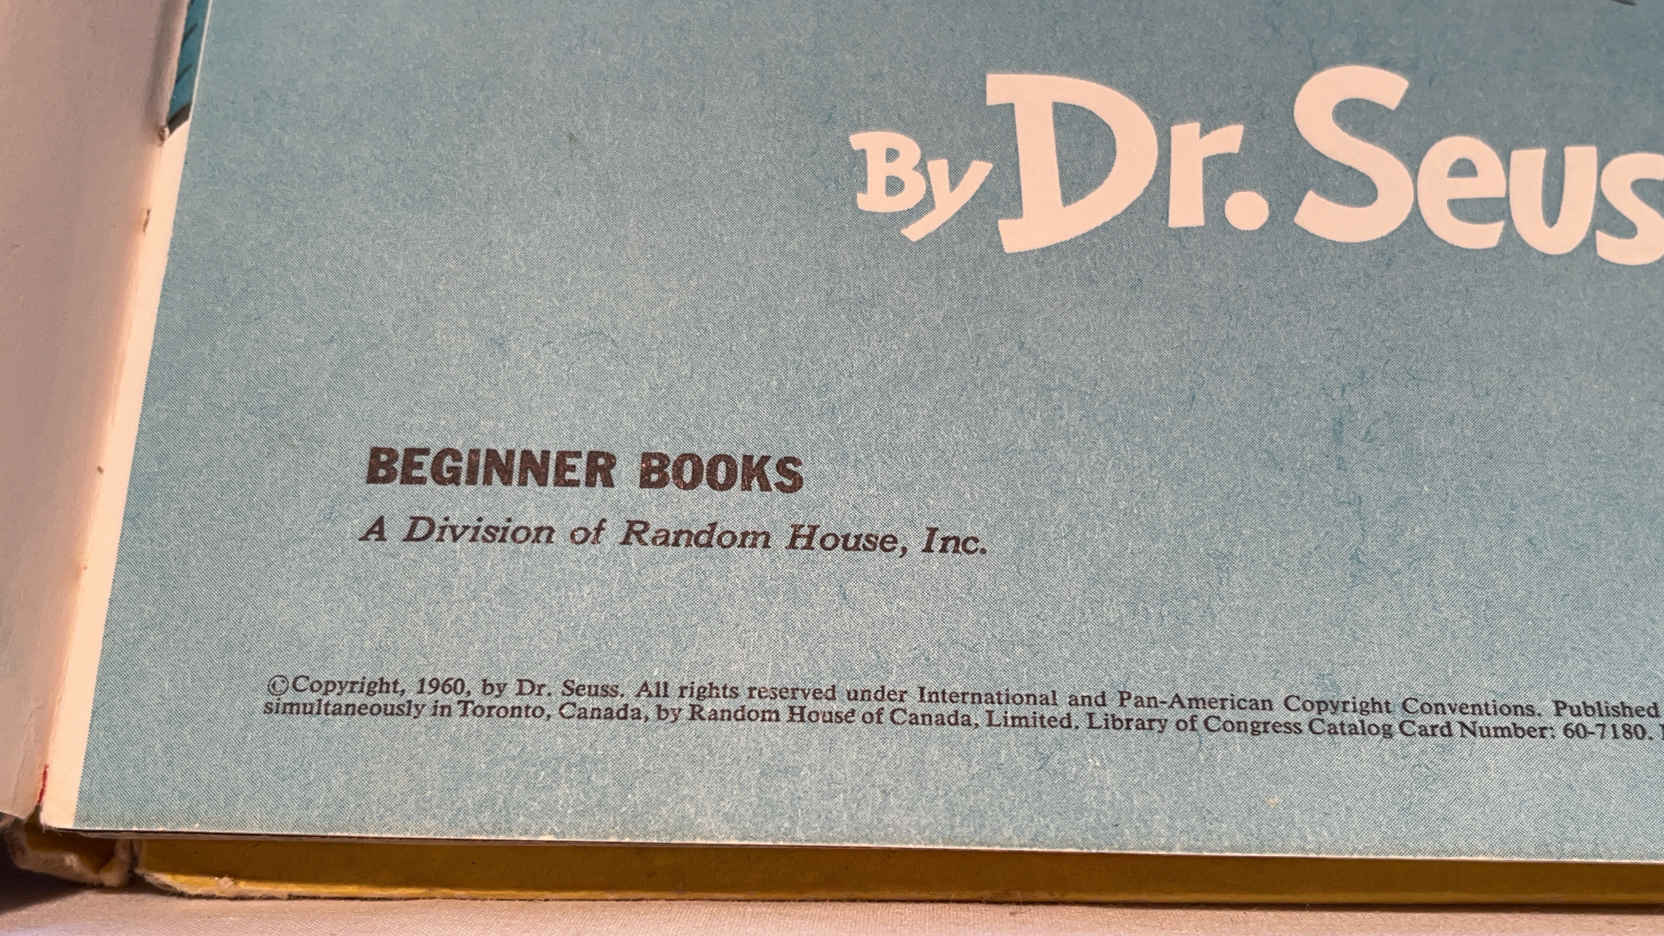 By Dr. Seus
BEGINNER BOOKS
A Division of Random House, Inc.
©Copyright, 1960, by Dr. Seuss. All rights reserved under International and Pan-American Copyright Conventions. Published
simultaneously in Toronto, Canada, by Random House of Canada, Limited. Library of Congress Catalog Card Number: 60-7180.